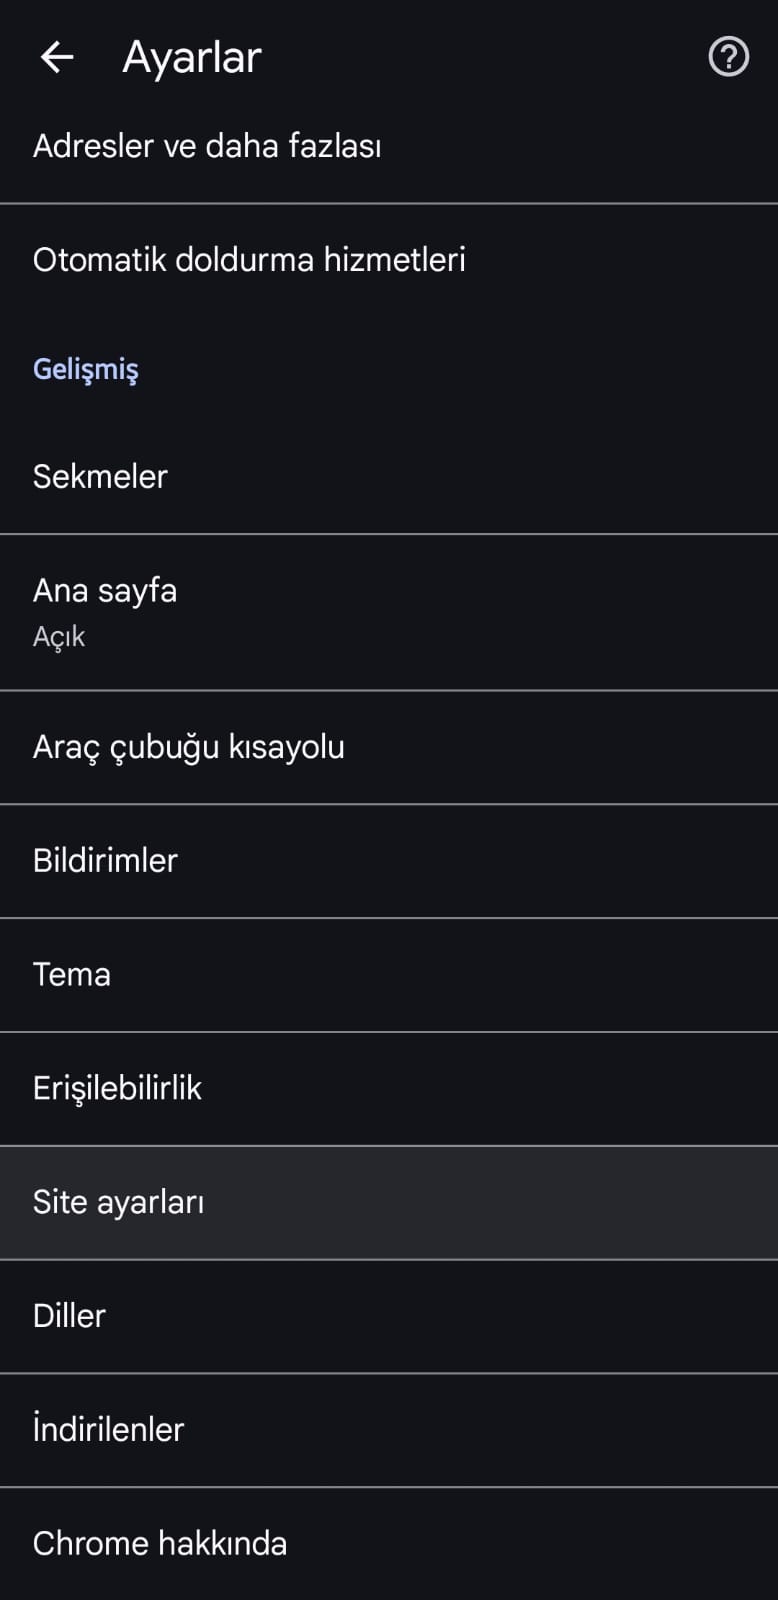 Ayarlar
Adresler ve daha fazlası
Otomatik doldurma hizmetleri
Gelişmiş
Sekmeler
Ana sayfa
Açık
Araç çubuğu kısayolu
Bildirimler
Tema
Erişilebilirlik
Site ayarları
Diller
İndirilenler
Chrome hakkında